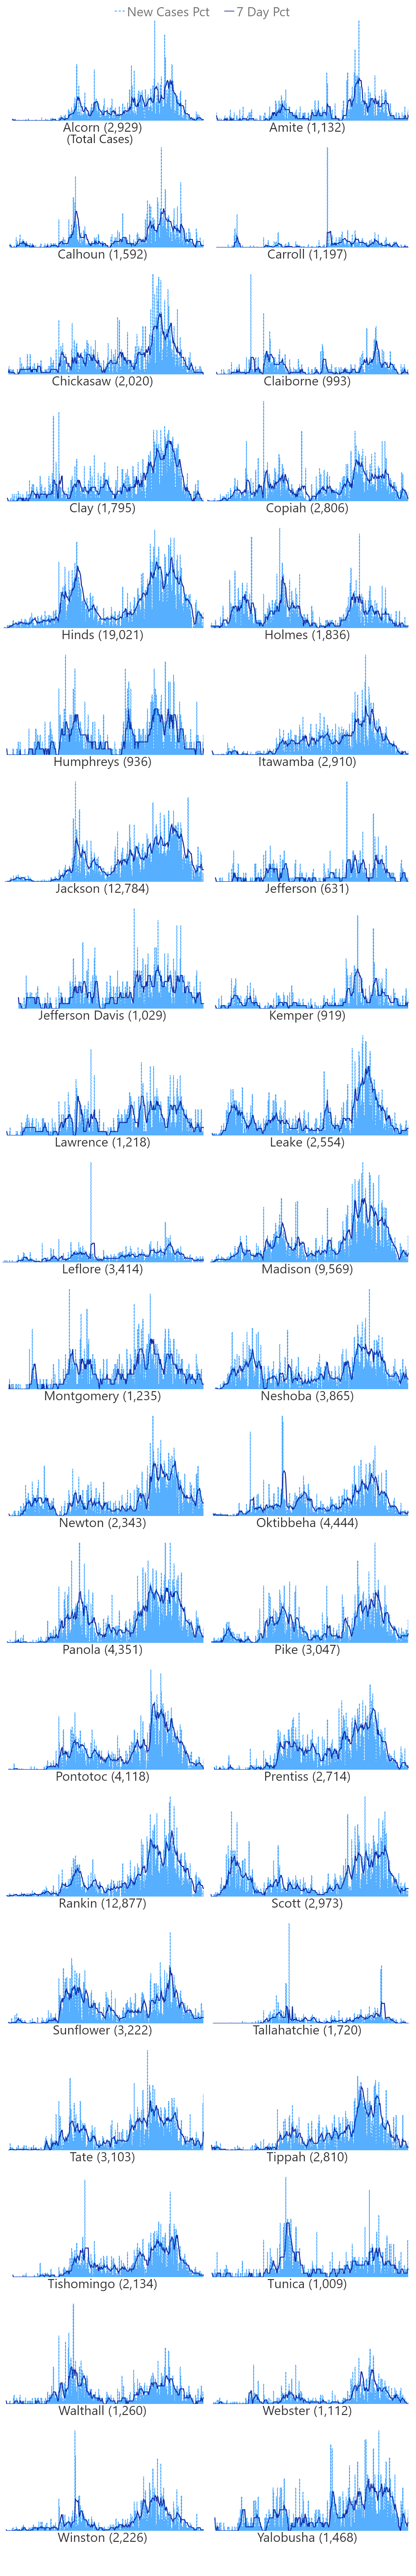 New Cases Pct 7 Day Pct
Alcorn (2,929) Amite (1,132)
(Total Cases)
Calhoun (1,592) Carroll (1,197)
Chickasaw (2,020) Claiborne (993)
Clay (1,795) Copiah (2,806)
Hinds (19,021) Holmes (1,836)
Humphreys (936) Itawamba (2,910)
Jackson (12,784) Jefferson (631)
Jefferson Davis (1,029) Kemper (919)
Lawrence (1,218) Leake (2,554)
Leflore (3,414) Madison (9,569)
Montgomery (1,235) Neshoba (3,865)
Newton (2,343) Oktibbeha (4,444)
Panola (4,351) Pike (3,047)
Pontotoc (4,118) Prentiss (2,714)
Rankin (12,877) Scott (2,973)
Sunflower (3,222) Tallahatchie (1,720)
Tate (3,103) Tippah (2,810)
Tishomingo (2,134) Tunica (1,009)
Walthall (1,260) Webster (1,112)
Winston (2,226) Yalobusha (1,468)